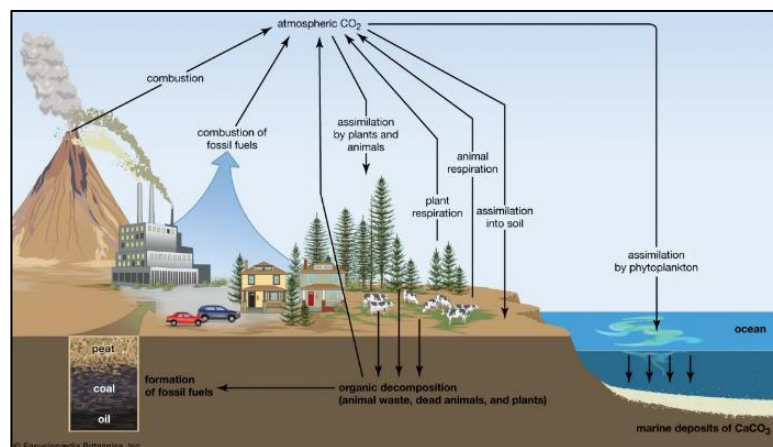 atmospheric CO₂
combustion
combustion of
fossil fuels
assimilation
by plants and
animals
plant
respiration
animal
respiration
assimilation
into soil
assimilation
by phytoplankton
ocean
peat
coal
oil
formation
of fossil fuels
organic decomposition
(animal waste, dead animals, and plants)
marine deposits of CaCO₃
© Encyclopædia Britannica, Inc.